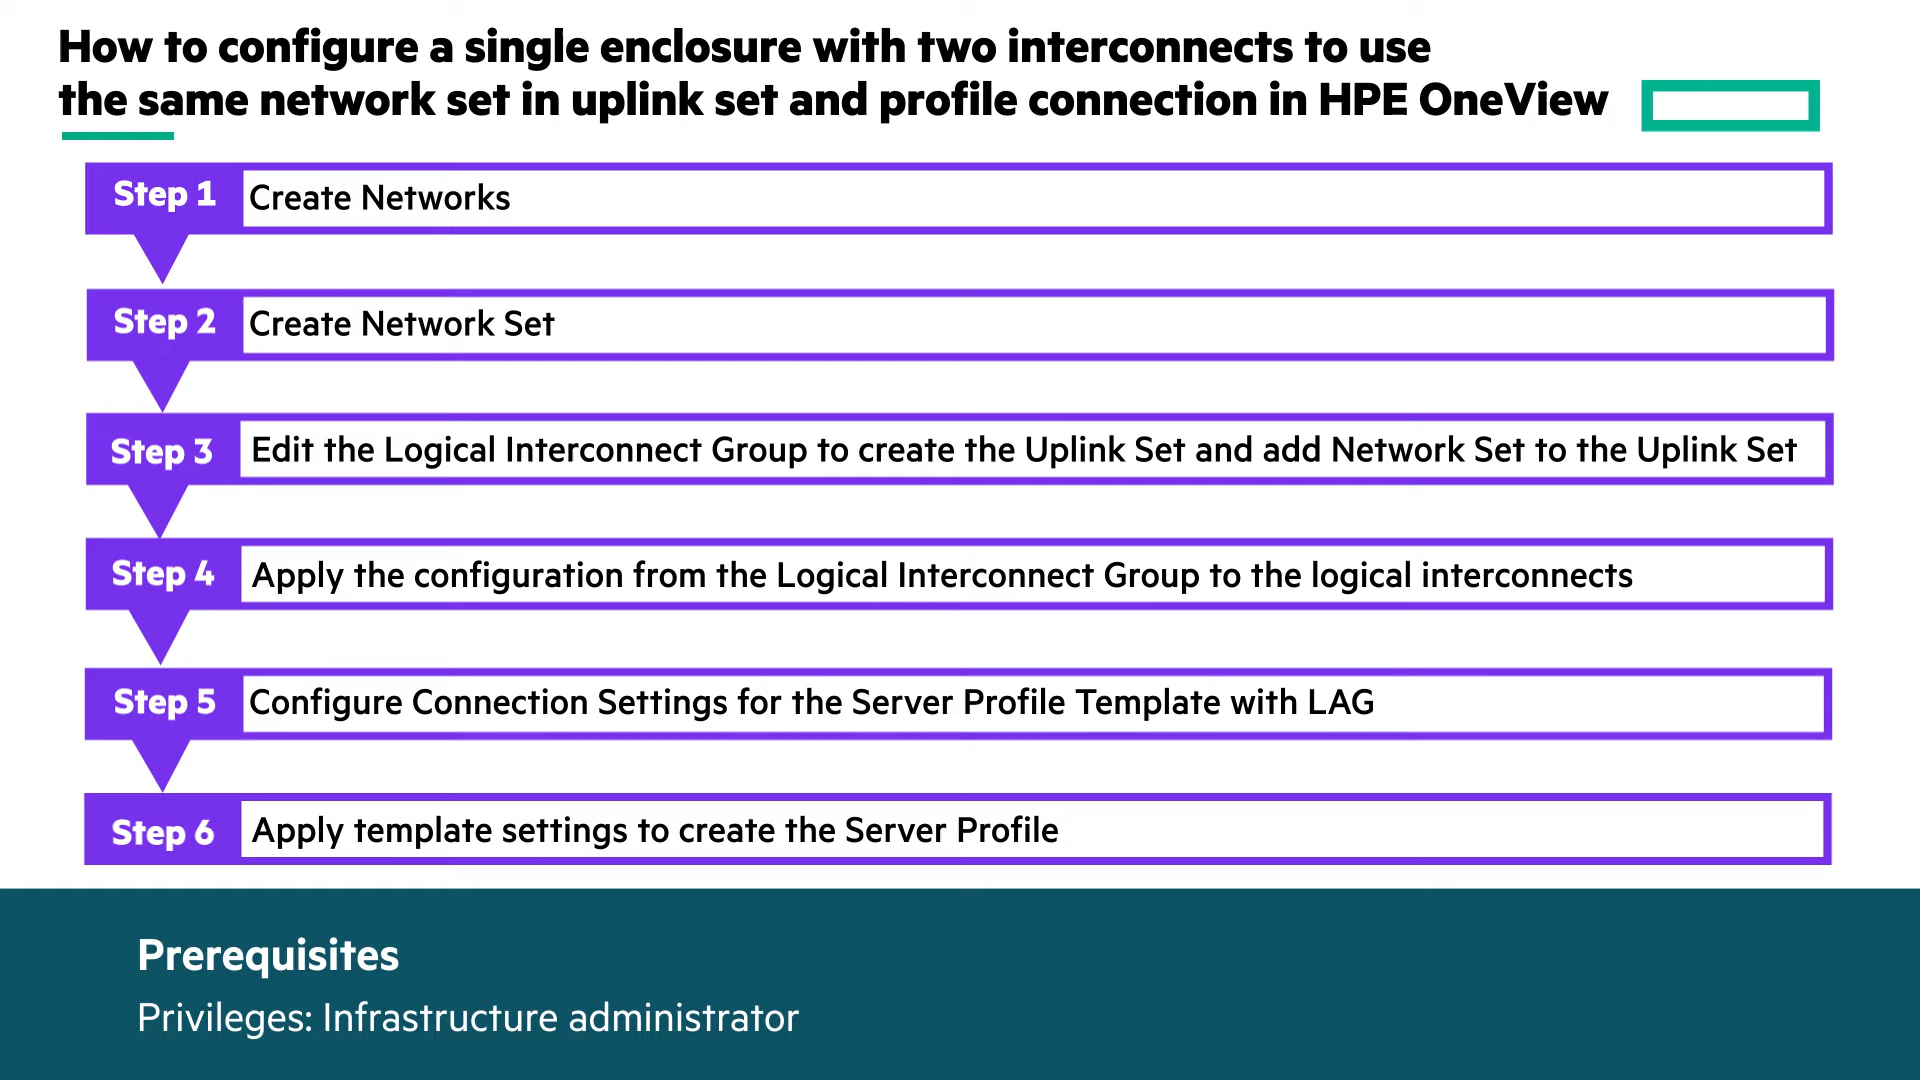 How to configure a single enclosure with two interconnects to use
the same network set in uplink set and profile connection in HPE OneView
Step 1
Create Networks
Step 2
Create Network Set
Step 3
Edit the Logical Interconnect Group to create the Uplink Set and add Network Set to the Uplink Set
Step 4
Apply the configuration from the Logical Interconnect Group to the logical interconnects
Step 5
Configure Connection Settings for the Server Profile Template with LAG
Step 6
Apply template settings to create the Server Profile
Prerequisites
Privileges: Infrastructure administrator